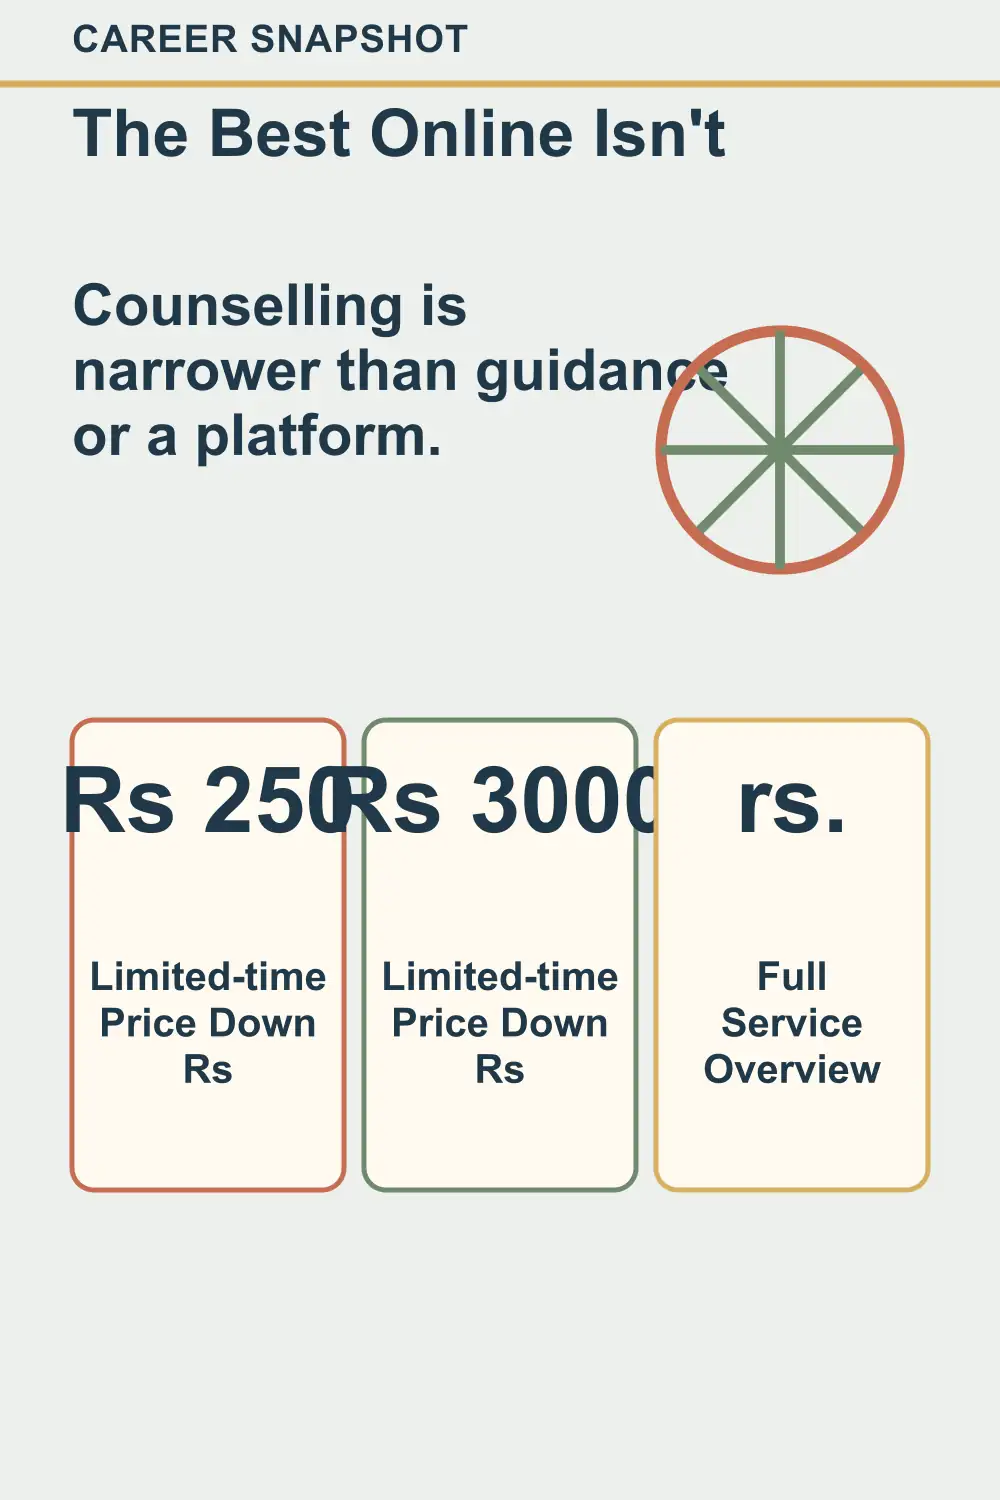 CAREER SNAPSHOT
The Best Online Isn't
Counselling is
narrower than guidance
or a platform.
Rs 250
Rs 3000
rs.
Limited-time
Price Down
Rs
Limited-time
Price Down
Rs
Full
Service
Overview